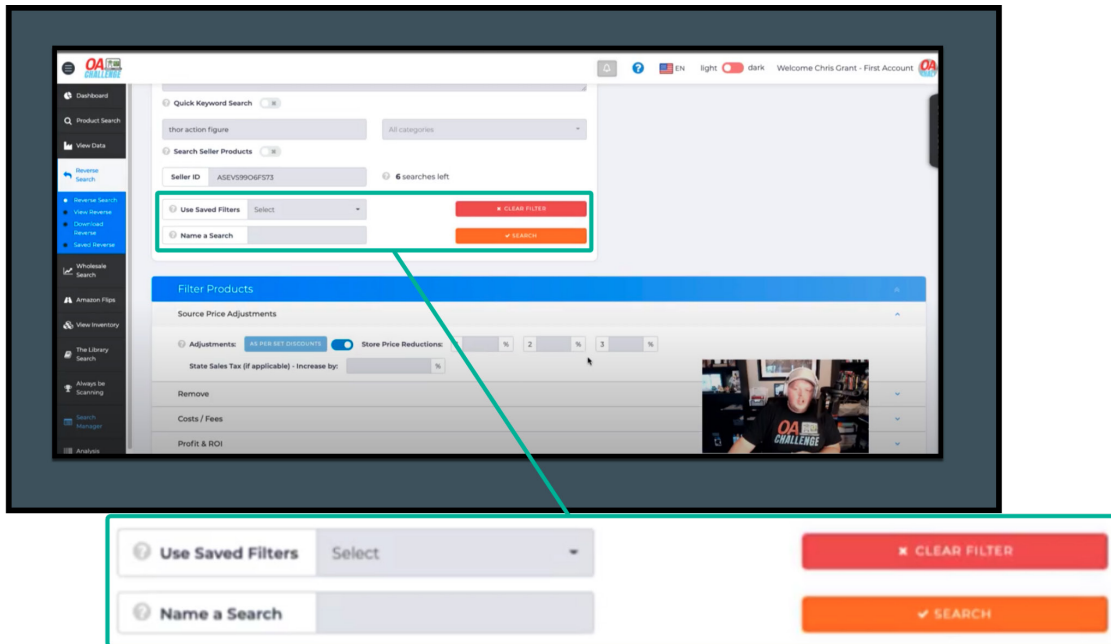 OA CHALLENGE
EN light dark Welcome Chris Grant - First Account OA
Dashboard
Product Search
View Data
Reverse Search
Reverse Search
View Reverse
Download Reverse
Saved Reverse
Wholesale Search
Amazon Flips
View Inventory
The Library Search
Always be Scanning
Search Manager
Analysis
Quick Keyword Search
thor action figure All categories
Search Seller Products
Seller ID 6 searches left
Use Saved Filters Select CLEAR FILTER
Name a Search SEARCH
Filter Products
Source Price Adjustments
Adjustments: AS PER SET DISCOUNTS Store Price Reductions: % 2 % 3 %
State Sales Tax (if applicable) - Increase by: %
Remove
Costs / Fees
Profit & ROI
OA
CHALLENGE
Use Saved Filters Select CLEAR FILTER
Name a Search SEARCH